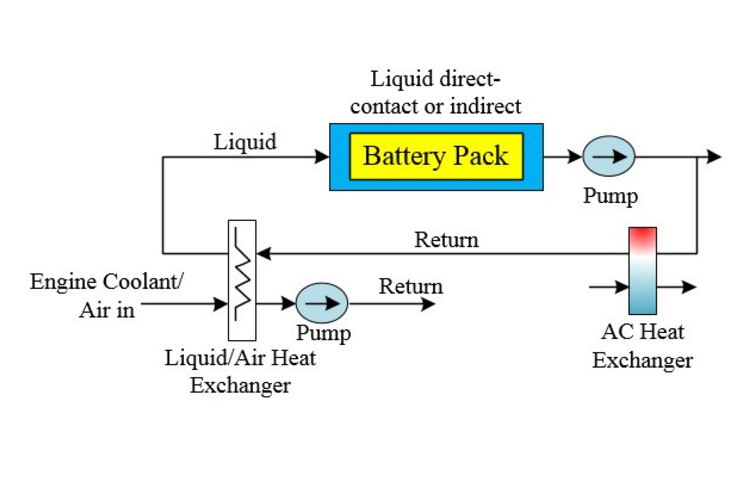 Liquid direct-
contact or indirect
Liquid
Battery Pack
Pump
Return
Engine Coolant/
Air in
Return
Pump
Liquid/Air Heat
Exchanger
AC Heat
Exchanger